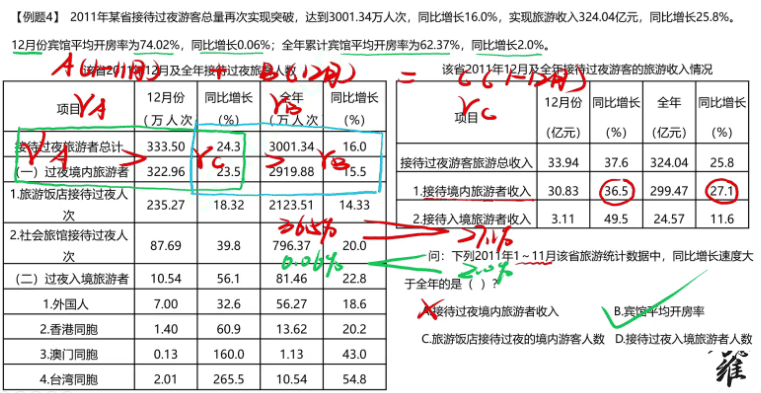 【例题4】 2011年某省接待过夜游客总量再次实现突破，达到3001.34万人次，同比增长16.0%，实现旅游收入324.04亿元，同比增长25.8%。
12月份宾馆平均开房率为74.02%，同比增长0.06%；全年累计宾馆平均开房率为62.37%，同比增长2.0%。
A(1-11月) + B(12月) = C(1-12月)
该省2011年12月及全年接待过夜旅客人数
项目 12月份（万人次） 同比增长（%） 全年（万人次） 同比增长（%）
γA γB
接待过夜旅游者总计 333.50 24.3 3001.34 16.0
γA > γC > γB
（一）过夜境内旅游者 322.96 23.5 2919.88 15.5
1.旅游饭店接待过夜人次 235.27 18.32 2123.51 14.33
2.社会旅馆接待过夜人次 87.69 39.8 796.37 20.0
（二）过夜入境旅游者 10.54 56.1 81.46 22.8
1.外国人 7.00 32.6 56.27 18.6
2.香港同胞 1.40 60.9 13.62 20.2
3.澳门同胞 0.13 160.0 1.13 43.0
4.台湾同胞 2.01 265.5 10.54 54.8
该省2011年12月及全年接待过夜游客的旅游收入情况
项目 12月份（亿元） 同比增长（%） 全年（亿元） 同比增长（%）
γC
接待过夜游客旅游总收入 33.94 37.6 324.04 25.8
1.接待境内旅游者收入 30.83 36.5 299.47 27.1
2.接待入境旅游者收入 3.11 49.5 24.57 11.6
36.5% 27.1%
0.06% 2.0%
问：下列2011年1～11月该省旅游统计数据中，同比增长速度大
于全年的是（ ）？
A.接待过夜境内旅游者收入 B.宾馆平均开房率
C.旅游饭店接待过夜的境内游客人数 D.接待过夜入境旅游者人数
雍